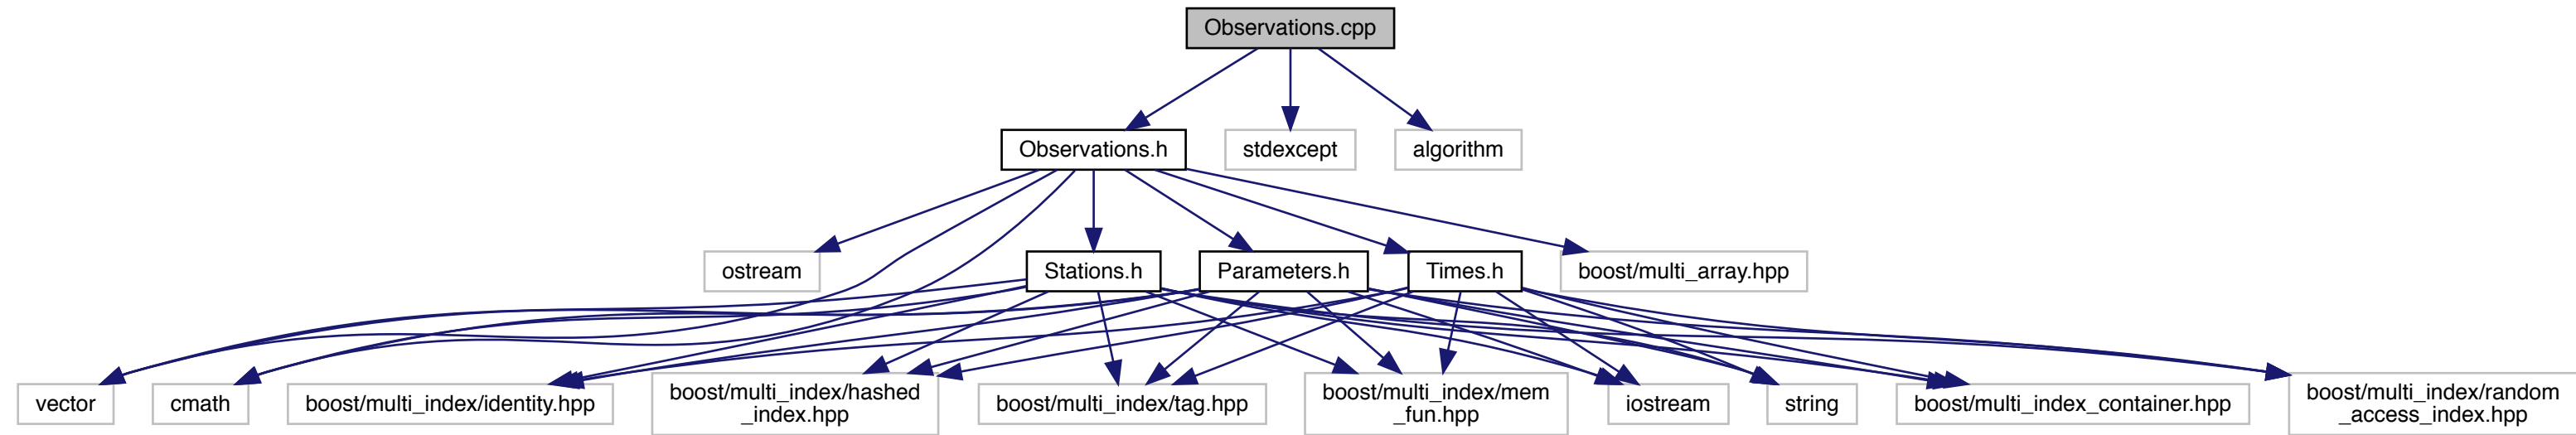 Observations.cpp
Observations.h
stdexcept
algorithm
ostream
Stations.h
Parameters.h
Times.h
boost/multi_array.hpp
vector
cmath
boost/multi_index/identity.hpp
boost/multi_index/hashed
_index.hpp
boost/multi_index/tag.hpp
boost/multi_index/mem
_fun.hpp
iostream
string
boost/multi_index_container.hpp
boost/multi_index/random
_access_index.hpp